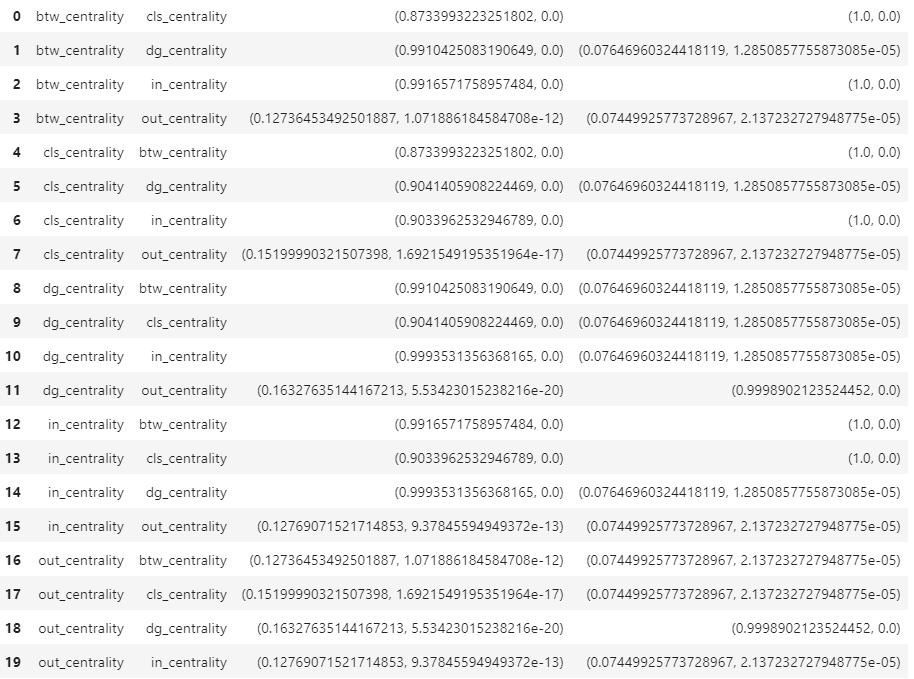 0 btw_centrality cls_centrality (0.8733993223251802, 0.0) (1.0, 0.0)
1 btw_centrality dg_centrality (0.9910425083190649, 0.0) (0.07646960324418119, 1.2850857755873085e-05)
2 btw_centrality in_centrality (0.9916571758957484, 0.0) (1.0, 0.0)
3 btw_centrality out_centrality (0.12736453492501887, 1.071886184584708e-12) (0.07449925773728967, 2.137232727948775e-05)
4 cls_centrality btw_centrality (0.8733993223251802, 0.0) (1.0, 0.0)
5 cls_centrality dg_centrality (0.9041405908224469, 0.0) (0.07646960324418119, 1.2850857755873085e-05)
6 cls_centrality in_centrality (0.9033962532946789, 0.0) (1.0, 0.0)
7 cls_centrality out_centrality (0.15199990321507398, 1.6921549195351964e-17) (0.07449925773728967, 2.137232727948775e-05)
8 dg_centrality btw_centrality (0.9910425083190649, 0.0) (0.07646960324418119, 1.2850857755873085e-05)
9 dg_centrality cls_centrality (0.9041405908224469, 0.0) (0.07646960324418119, 1.2850857755873085e-05)
10 dg_centrality in_centrality (0.9993531356368165, 0.0) (0.07646960324418119, 1.2850857755873085e-05)
11 dg_centrality out_centrality (0.16327635144167213, 5.53423015238216e-20) (0.9998902123524452, 0.0)
12 in_centrality btw_centrality (0.9916571758957484, 0.0) (1.0, 0.0)
13 in_centrality cls_centrality (0.9033962532946789, 0.0) (1.0, 0.0)
14 in_centrality dg_centrality (0.9993531356368165, 0.0) (0.07646960324418119, 1.2850857755873085e-05)
15 in_centrality out_centrality (0.12769071521714853, 9.37845594949372e-13) (0.07449925773728967, 2.137232727948775e-05)
16 out_centrality btw_centrality (0.12736453492501887, 1.071886184584708e-12) (0.07449925773728967, 2.137232727948775e-05)
17 out_centrality cls_centrality (0.15199990321507398, 1.6921549195351964e-17) (0.07449925773728967, 2.137232727948775e-05)
18 out_centrality dg_centrality (0.16327635144167213, 5.53423015238216e-20) (0.9998902123524452, 0.0)
19 out_centrality in_centrality (0.12769071521714853, 9.37845594949372e-13) (0.07449925773728967, 2.137232727948775e-05)